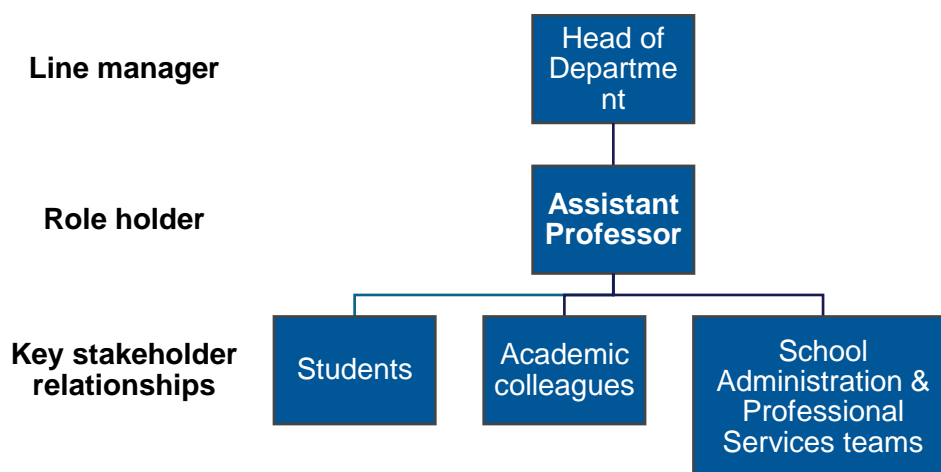 Line manager
Head of
Departme
nt
Role holder
Assistant
Professor
Key stakeholder
relationships
Students
Academic
colleagues
School
Administration &
Professional
Services teams